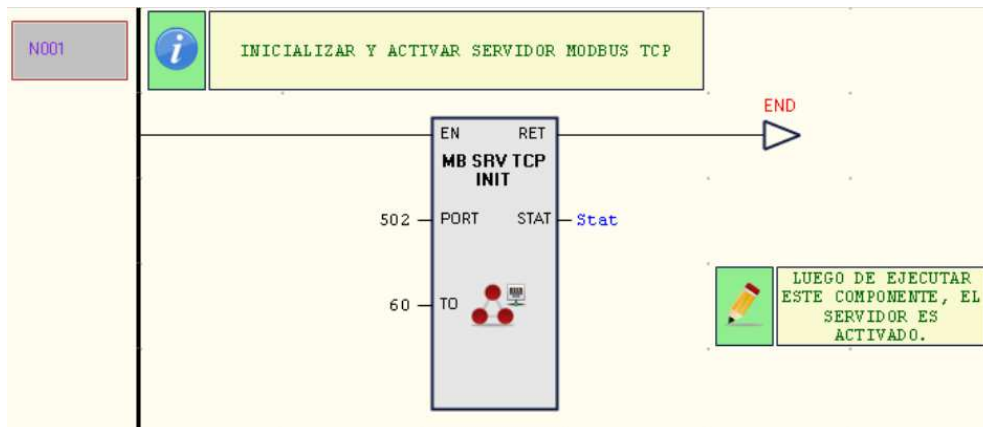 N001
INICIALIZAR Y ACTIVAR SERVIDOR MODBUS TCP
END
EN RET
MB SRV TCP
INIT
502 PORT STAT Stat
60 TO
LUEGO DE EJECUTAR
ESTE COMPONENTE, EL
SERVIDOR ES
ACTIVADO.